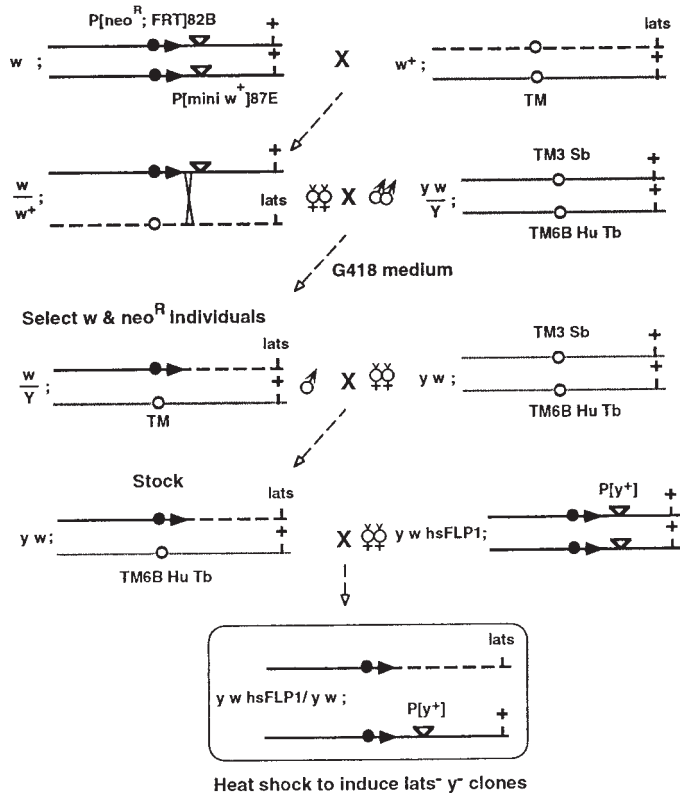 P[neoR; FRT]82B
+
lats
w ;
+
X
w+ ;
+
P[mini w+]87E
TM
+
TM3 Sb
+
w
w+ ;
lats
X
y w
Y ;
+
TM6B Hu Tb
G418 medium
Select w & neoR Individuals
lats
TM3 Sb
+
w
Y ;
+
X
y w ;
+
TM
TM6B Hu Tb
Stock
lats
P[y+]
+
y w;
+
X
y w hsFLP1;
+
TM6B Hu Tb
lats
y w hsFLP1/ y w ;
P[y+]
+
Heat shock to induce lats- y- clones